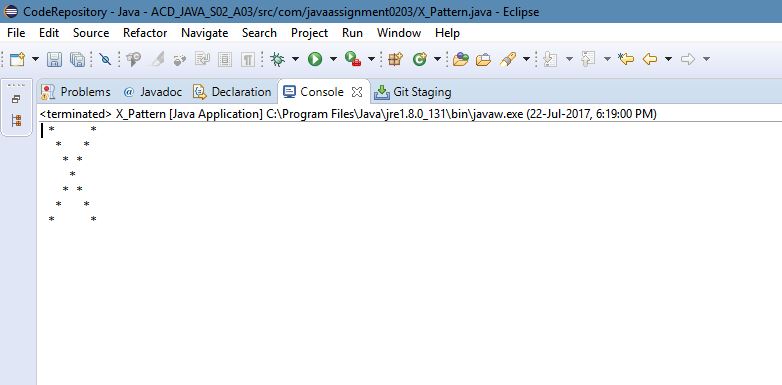 CodeRepository - Java - ACD_JAVA_S02_A03/src/com/javaassignment0203/X_Pattern.java - Eclipse
File Edit Source Refactor Navigate Search Project Run Window Help
Problems @ Javadoc Declaration Console Git Staging
<terminated> X_Pattern [Java Application] C:\Program Files\Java\jre1.8.0_131\bin\javaw.exe (22-Jul-2017, 6:19:00 PM)
 *     *
  *   *
   * *
    *
   * *
  *   *
 *     *